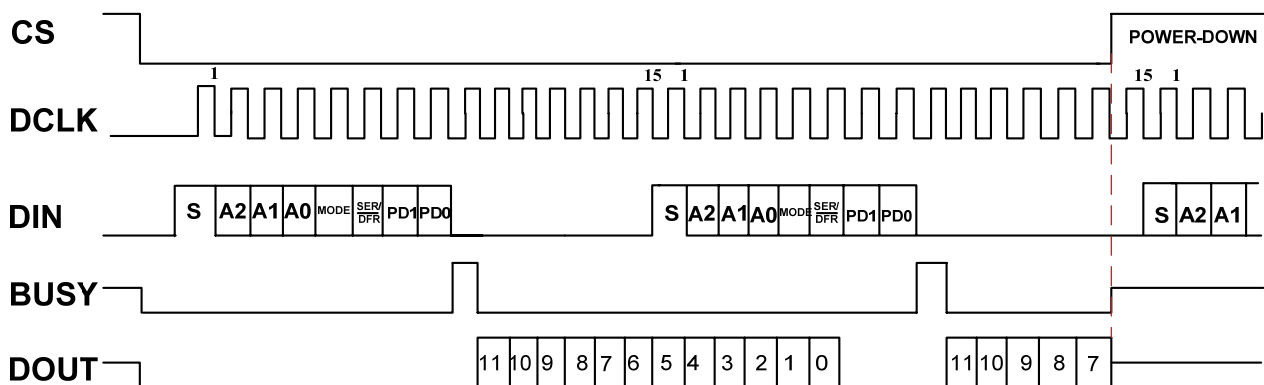 CS
POWER-DOWN
1 15 1 15 1
DCLK
DIN
S A2 A1 A0 MODE SER/DFR PD1 PD0 S A2 A1 A0 MODE SER/DFR PD1 PD0 S A2 A1
BUSY
DOUT
11 10 9 8 7 6 5 4 3 2 1 0 11 10 9 8 7